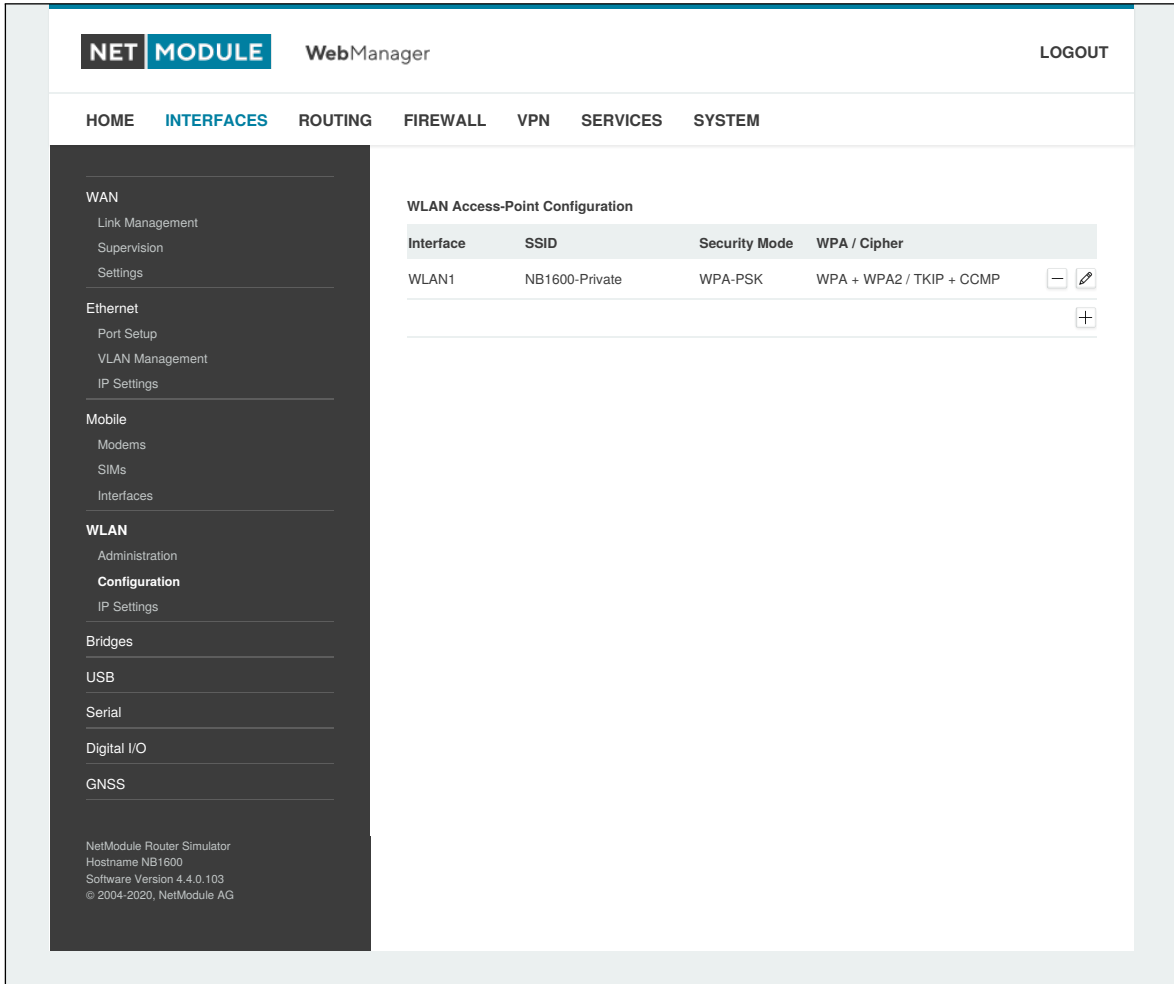 NET MODULE WebManager LOGOUT
HOME INTERFACES ROUTING FIREWALL VPN SERVICES SYSTEM
WAN
Link Management
Supervision
Settings
Ethernet
Port Setup
VLAN Management
IP Settings
Mobile
Modems
SIMs
Interfaces
WLAN
Administration
Configuration
IP Settings
Bridges
USB
Serial
Digital I/O
GNSS
NetModule Router Simulator
Hostname NB1600
Software Version 4.4.0.103
© 2004-2020, NetModule AG
WLAN Access-Point Configuration
Interface SSID Security Mode WPA / Cipher
WLAN1 NB1600-Private WPA-PSK WPA + WPA2 / TKIP + CCMP